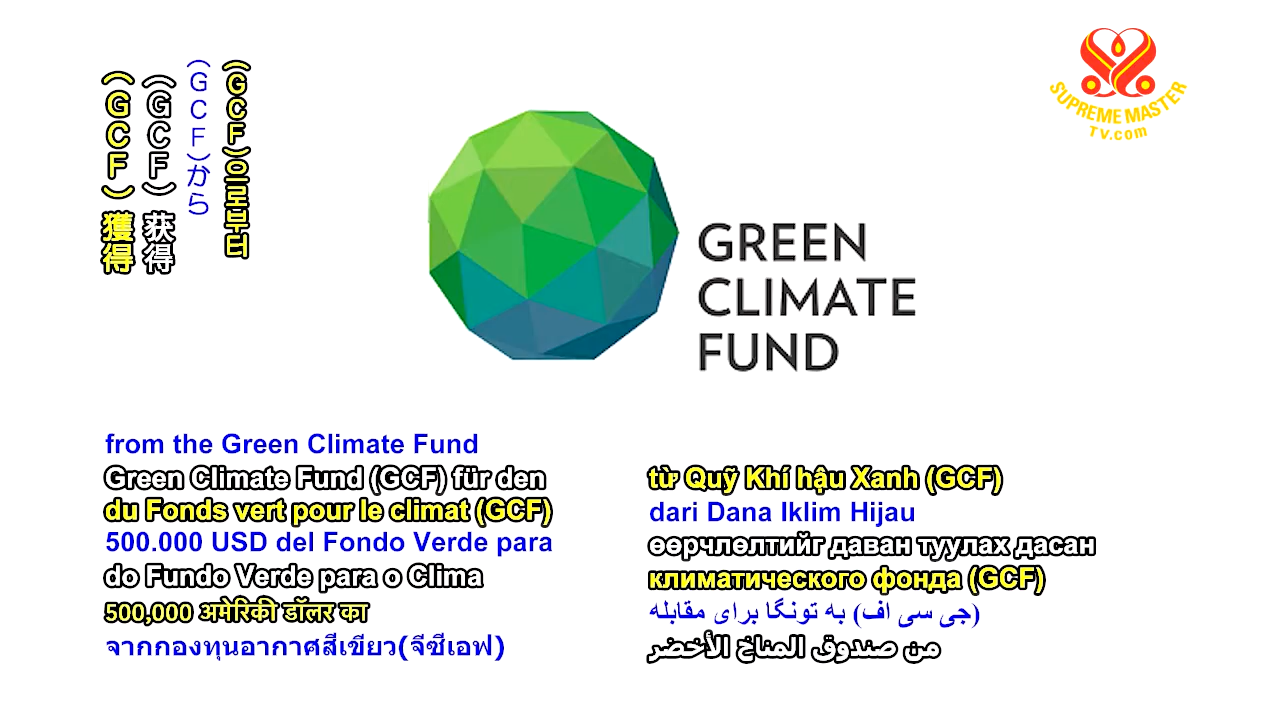 (GCF)獲得
(GCF)获得
(GCF)から
(GCF)으로부터
SUPREME MASTER
TV.com
GREEN
CLIMATE
FUND
from the Green Climate Fund
Green Climate Fund (GCF) für den
du Fonds vert pour le climat (GCF)
500.000 USD del Fondo Verde para
do Fundo Verde para o Clima
500,000 अमेरिकी डॉलर का
จากกองทุนอากาศสีเขียว(จีซีเอฟ)
từ Quỹ Khí hậu Xanh (GCF)
dari Dana Iklim Hijau
өөрчлөлтийг даван туулах дасан
климатического фонда (GCF)
(جی سی اف) به تونگا برای مقابله
من صندوق المناخ الأخضر